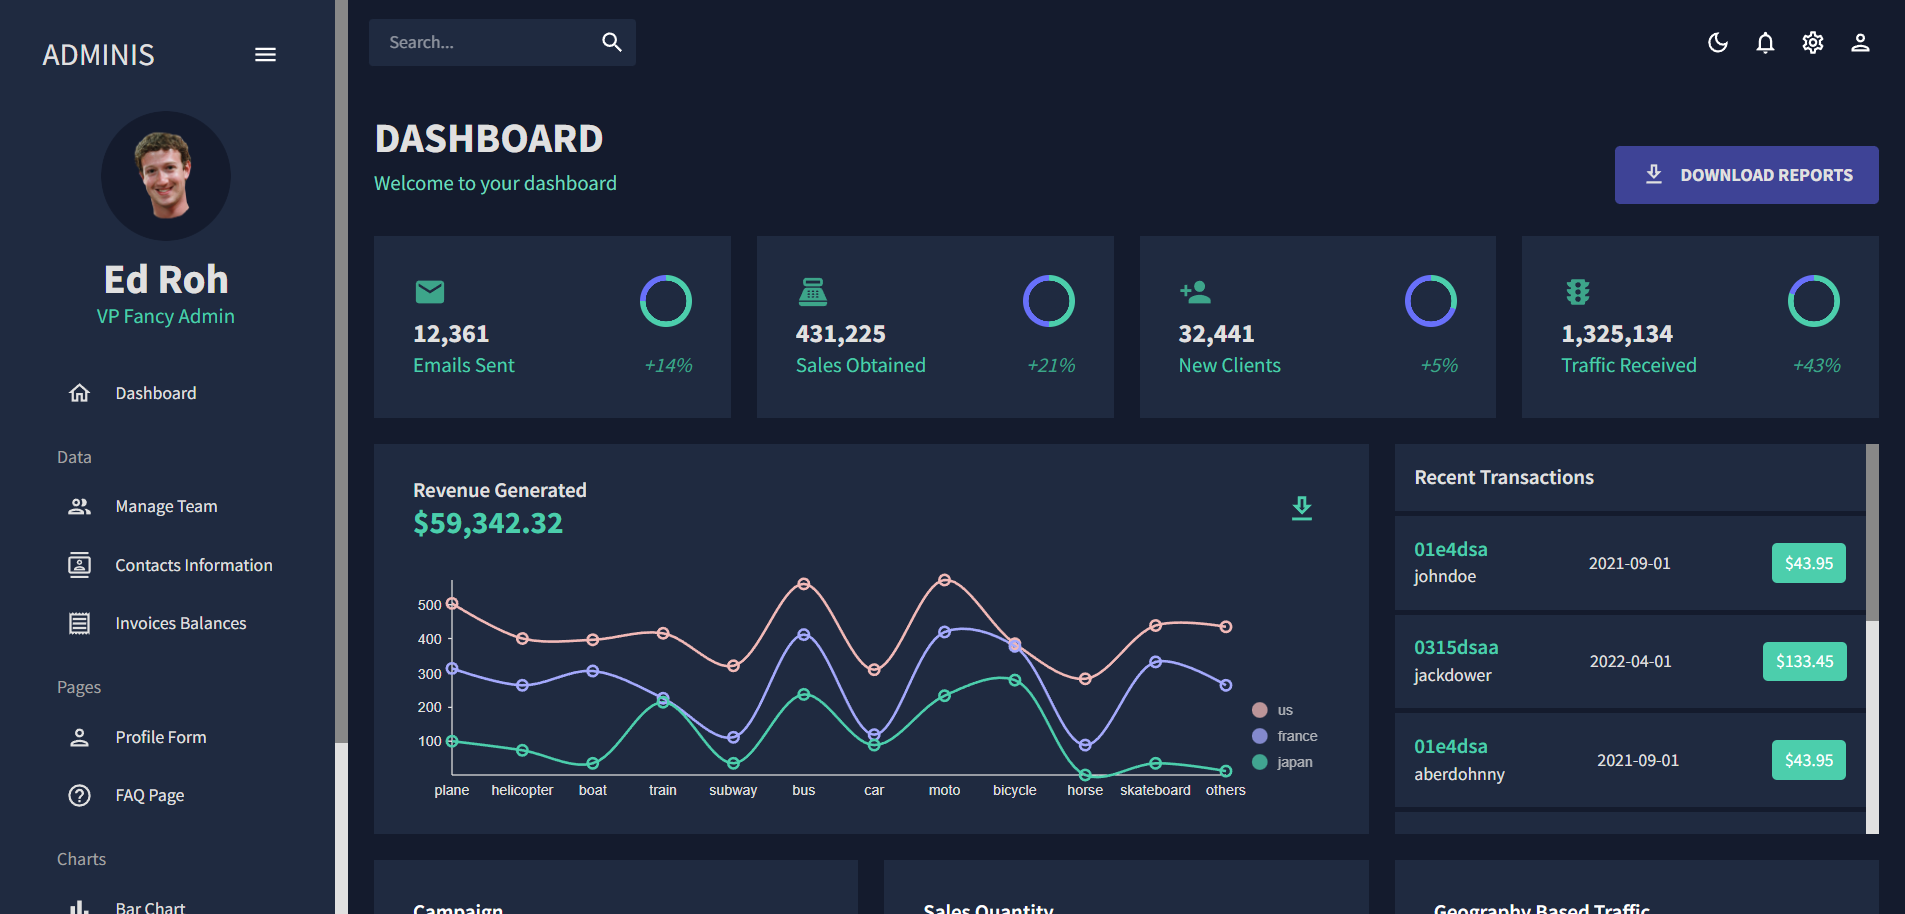 ADMINIS
Search...
Ed Roh
VP Fancy Admin
Dashboard
Data
Manage Team
Contacts Information
Invoices Balances
Pages
Profile Form
FAQ Page
Charts
Bar Chart
DASHBOARD
Welcome to your dashboard
DOWNLOAD REPORTS
12,361
Emails Sent
+14%
431,225
Sales Obtained
+21%
32,441
New Clients
+5%
1,325,134
Traffic Received
+43%
Revenue Generated
$59,342.32
500
400
300
200
100
plane helicopter boat train subway bus car moto bicycle horse skateboard others
us
france
japan
Recent Transactions
01e4dsa
johndoe
2021-09-01
$43.95
0315dsaa
jackdower
2022-04-01
$133.45
01e4dsa
aberdohnny
2021-09-01
$43.95
Campaign
Sales Quantity
Geography Based Traffic